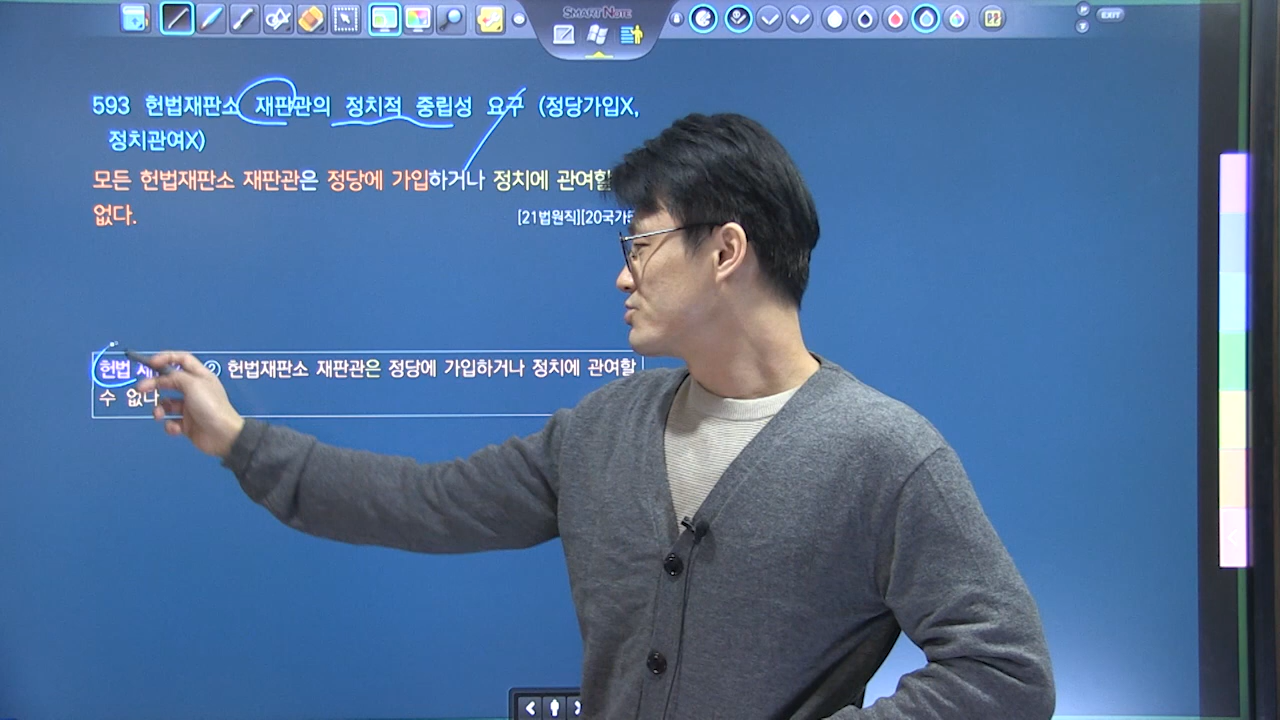 SMARTNOTE
EXIT
593 헌법재판소 재판관의 정치적 중립성 요구 (정당가입X,
정치관여X)
모든 헌법재판소 재판관은 정당에 가입하거나 정치에 관여할
없다.
[21법원직][20국가
헌법 ② 헌법재판소 재판관은 정당에 가입하거나 정치에 관여할
수 없다